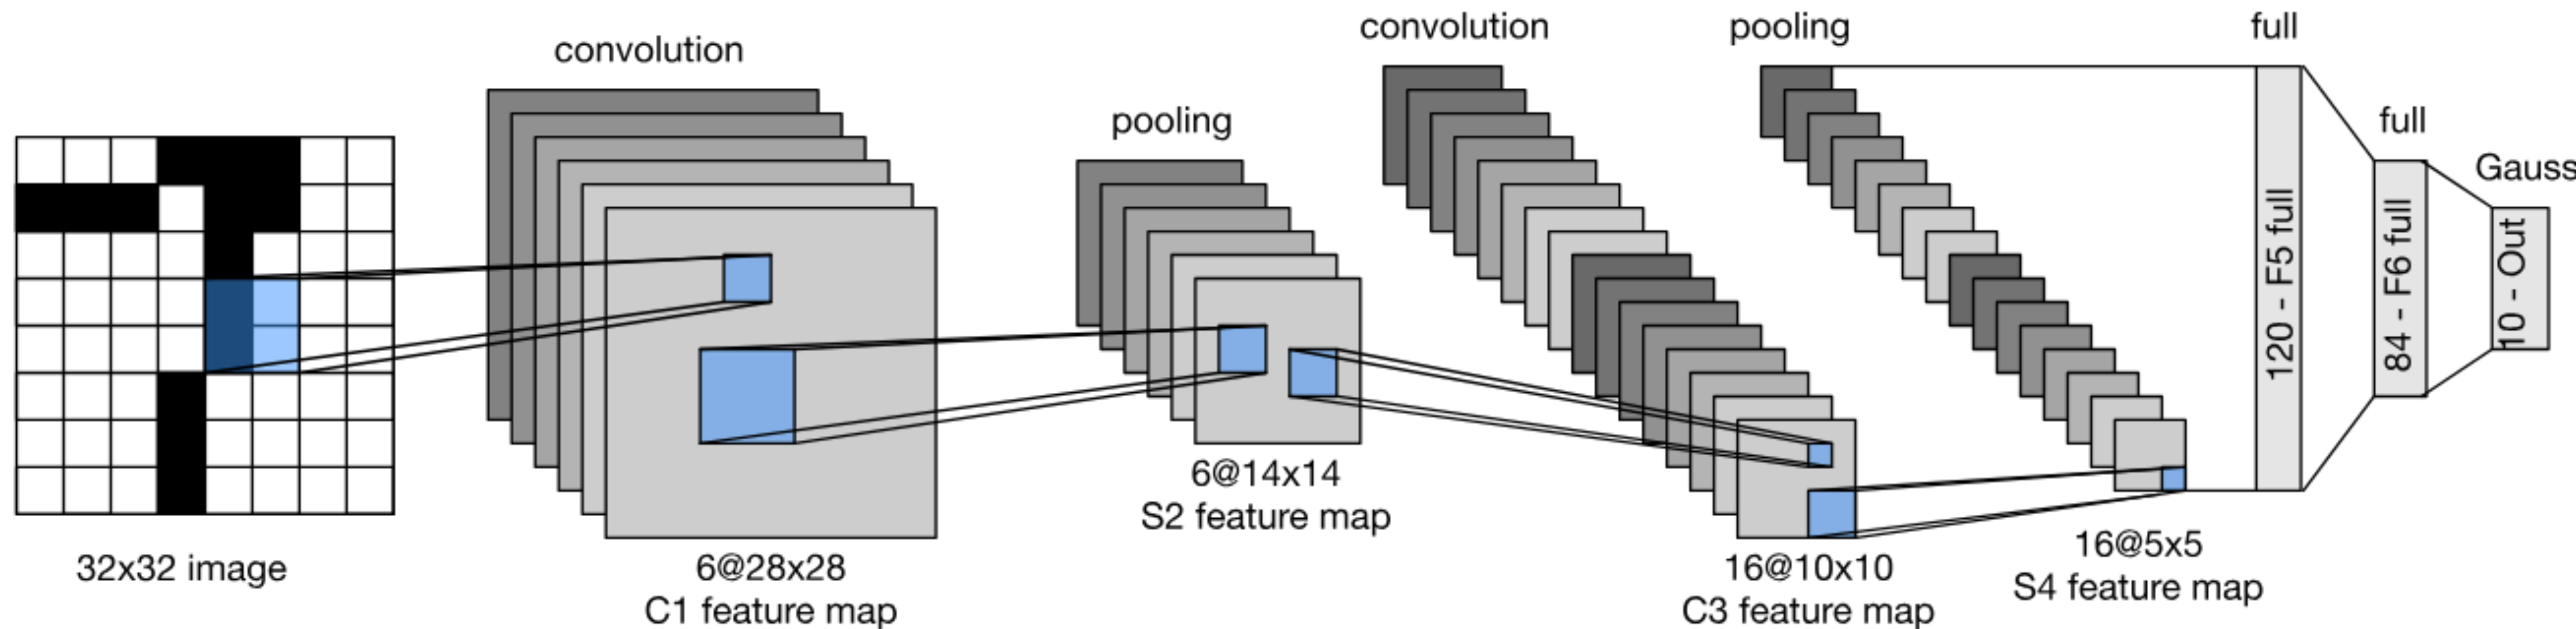 convolution
pooling
convolution
pooling
full
full
Gauss
120 - F5 full
84 - F6 full
10 - Out
32x32 image
6@28x28
C1 feature map
6@14x14
S2 feature map
16@10x10
C3 feature map
16@5x5
S4 feature map